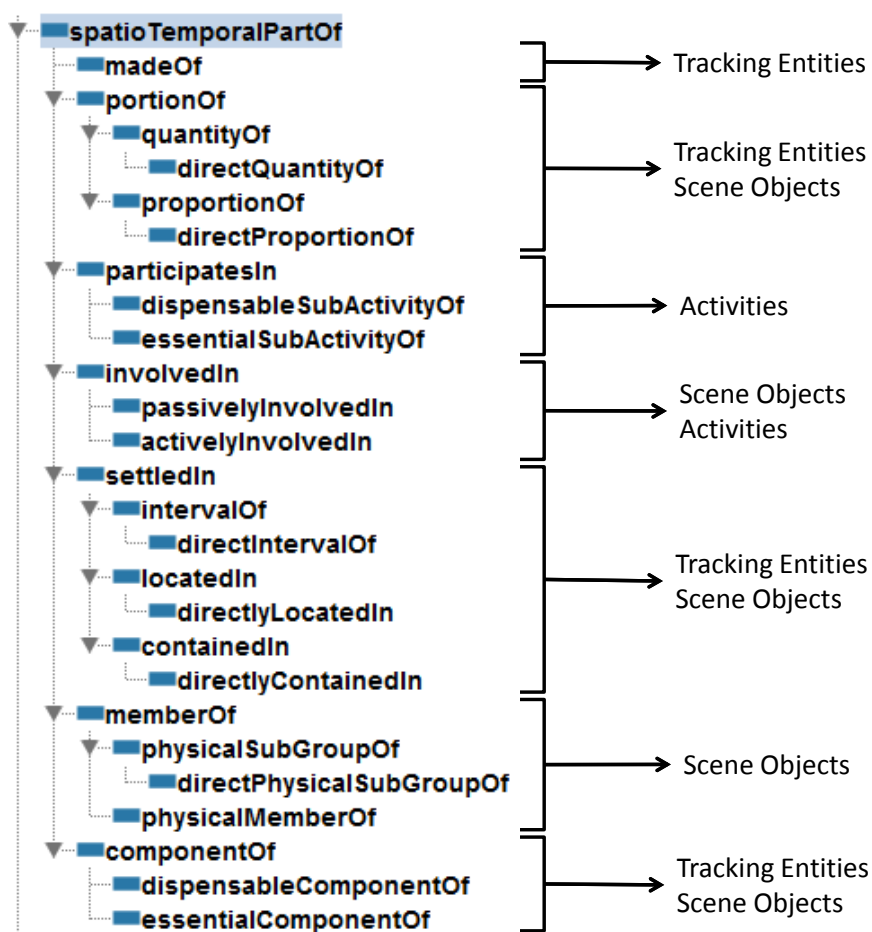 spatioTemporalPartOf
madeOf
Tracking Entities
portionOf
quantityOf
directQuantityOf
proportionOf
directProportionOf
Tracking Entities
Scene Objects
participatesIn
dispensableSubActivityOf
essentialSubActivityOf
Activities
involvedIn
passivelyInvolvedIn
activelyInvolvedIn
Scene Objects
Activities
settledIn
intervalOf
directIntervalOf
locatedIn
directlyLocatedIn
containedIn
directlyContainedIn
Tracking Entities
Scene Objects
memberOf
physicalSubGroupOf
directPhysicalSubGroupOf
physicalMemberOf
Scene Objects
componentOf
dispensableComponentOf
essentialComponentOf
Tracking Entities
Scene Objects